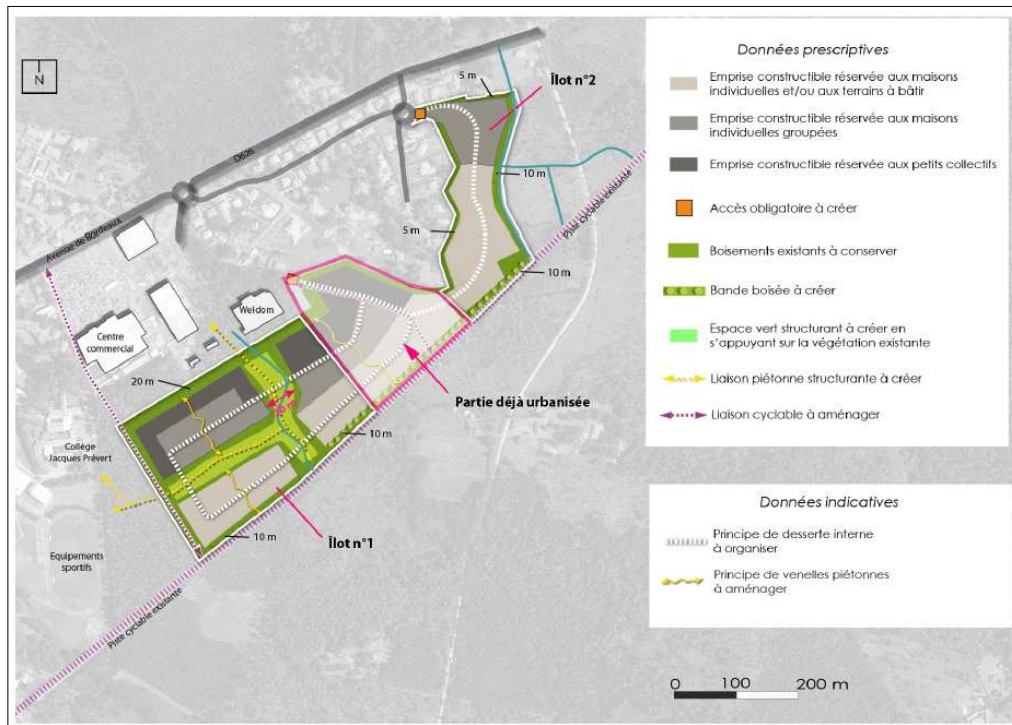 N
5 m
Îlot n°2
D626
10 m
5 m
10 m
Piste cyclable existante
Avenue de Bordeaux
Weldom
Centre
commercial
20 m
Partie déjà urbanisée
10 m
Collège
Jacques Prévert
10 m
Îlot n°1
Equipements
sportifs
Piste cyclable existante
Données prescriptives
Emprise constructible réservée aux maisons
individuelles et/ou aux terrains à bâtir
Emprise constructible réservée aux maisons
individuelles groupées
Emprise constructible réservée aux petits collectifs
Accès obligatoire à créer
Boisements existants à conserver
Bande boisée à créer
Espace vert structurant à créer en
s'appuyant sur la végétation existante
Liaison piétonne structurante à créer
Liaison cyclable à aménager
Données indicatives
Principe de desserte interne
à organiser
Principe de venelles piétonnes
à aménager
0 100 200 m